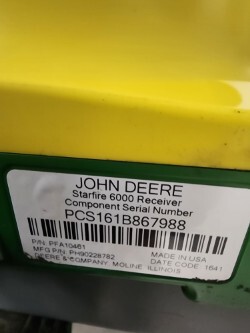 JOHN DEERE
Starfire 6000 Receiver
Component Serial Number
PCS161B867988
P/N: PFA10461
MADE IN USA
MFG P/N: PH90228782
DATE CODE: 1641
DEERE & COMPANY MOLINE, ILLINOIS